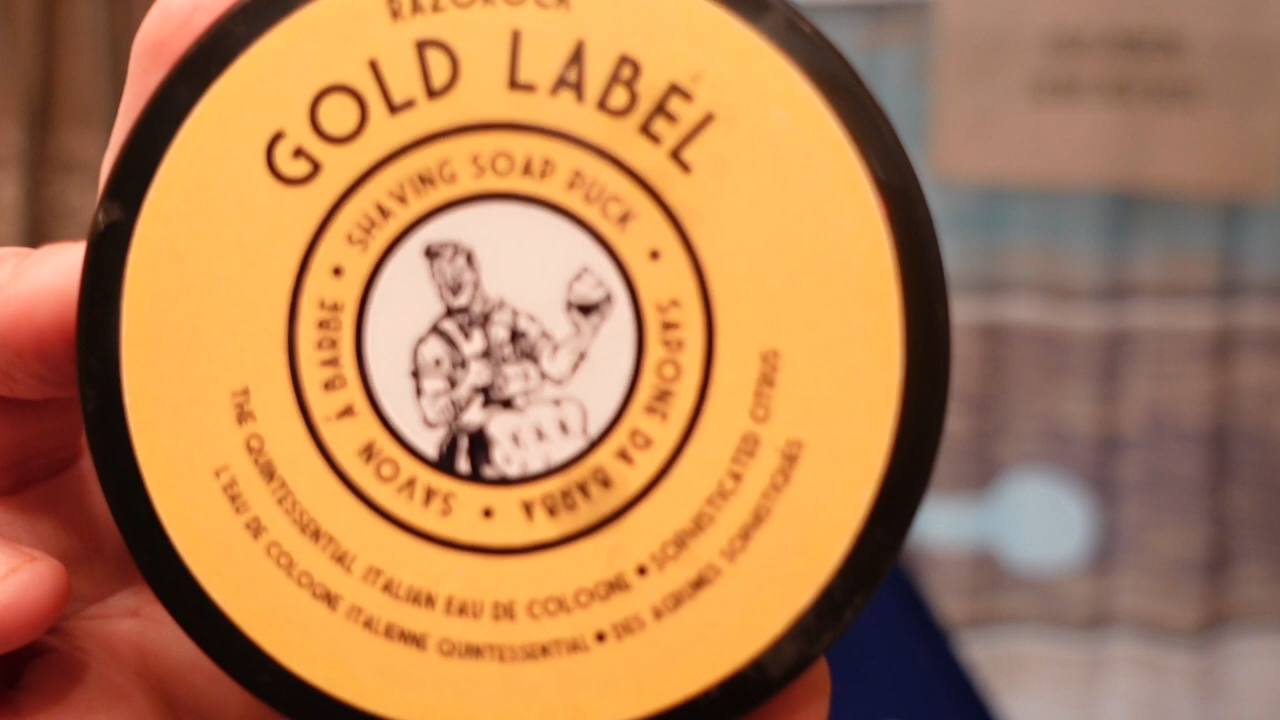 RAZOROCK
GOLD LABEL
• SHAVING SOAP PUCK •
SAPONE DA BARBA •
SAVON À BARBE
THE QUINTESSENTIAL ITALIAN EAU DE COLOGNE • SOPHISTICATED CITRUS
L'EAU DE COLOGNE ITALIENNE QUINTESSENTIAL • DES AGRUMES SOPHISTIQUÉS